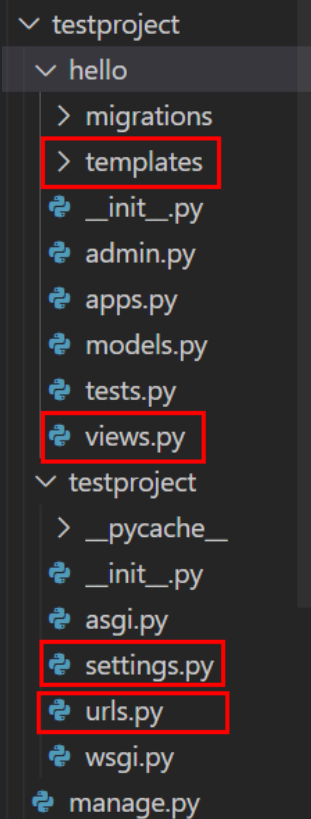 testproject
hello
migrations
templates
__init__.py
admin.py
apps.py
models.py
tests.py
views.py
testproject
__pycache__
__init__.py
asgi.py
settings.py
urls.py
wsgi.py
manage.py